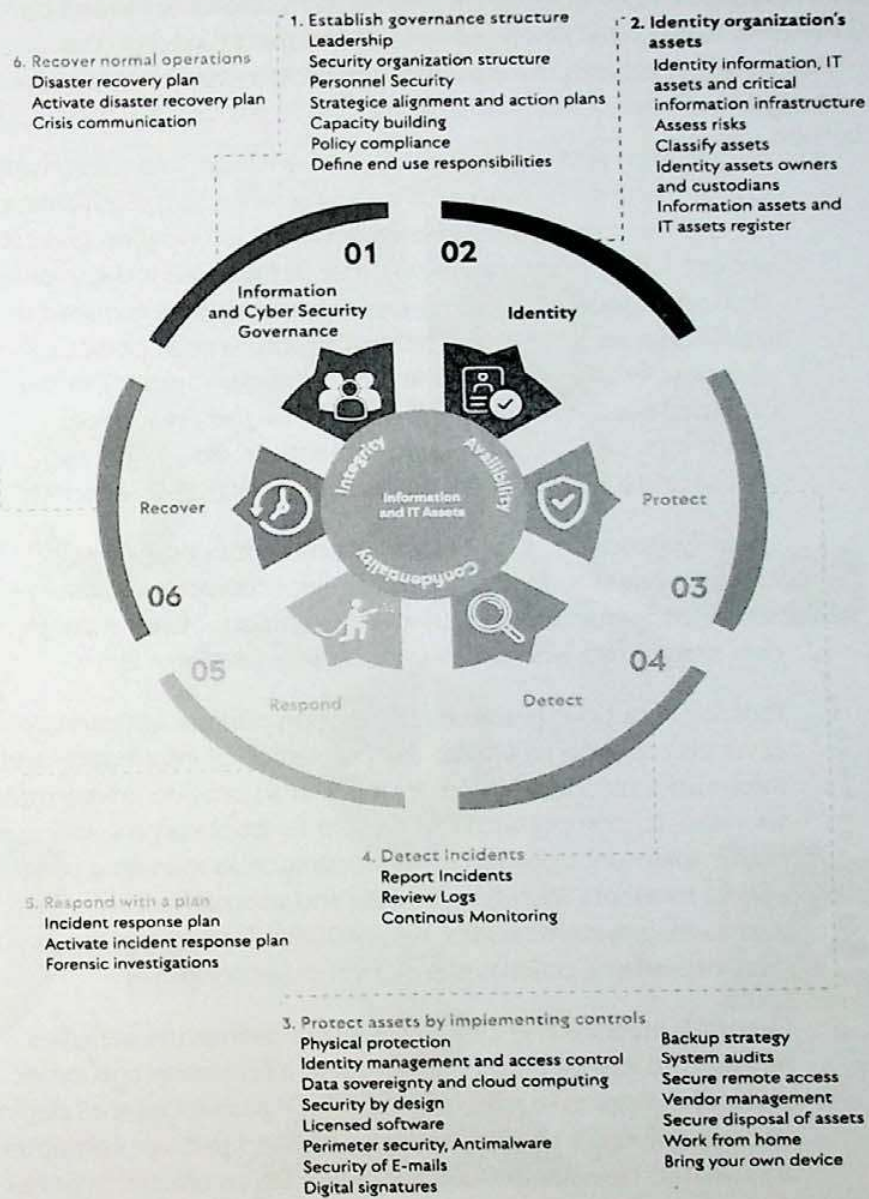 1. Establish governance structure
Leadership
Security organization structure
Personnel Security
Strategice alignment and action plans
Capacity building
Policy compliance
Define end use responsibilities
2. Identity organization's
assets
Identity information, IT
assets and critical
information infrastructure
Assess risks
Classify assets
Identity assets owners
and custodians
Information assets and
IT assets register
6. Recover normal operations
Disaster recovery plan
Activate disaster recovery plan
Crisis communication
01
Information
and Cyber Security
Governance
02
Identity
Protect
03
04
Detect
05
Respond
Recover
06
Integrity
Availibility
Confidentiality
Information
and IT Assets
4. Detect incidents
Report Incidents
Review Logs
Continous Monitoring
5. Respond with a plan
Incident response plan
Activate incident response plan
Forensic investigations
3. Protect assets by implementing controls
Physical protection
Identity management and access control
Data sovereignty and cloud computing
Security by design
Licensed software
Perimeter security, Antimalware
Security of E-mails
Digital signatures
Backup strategy
System audits
Secure remote access
Vendor management
Secure disposal of assets
Work from home
Bring your own device